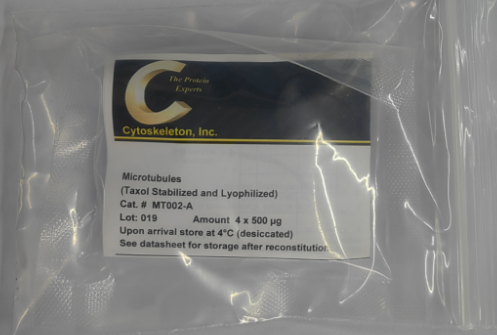 The Protein
Experts
Cytoskeleton, Inc.
Microtubules
(Taxol Stabilized and Lyophilized)
Cat. # MT002-A
Lot: 019 Amount 4 x 500 µg
Upon arrival store at 4°C (desiccated)
See datasheet for storage after reconstitution